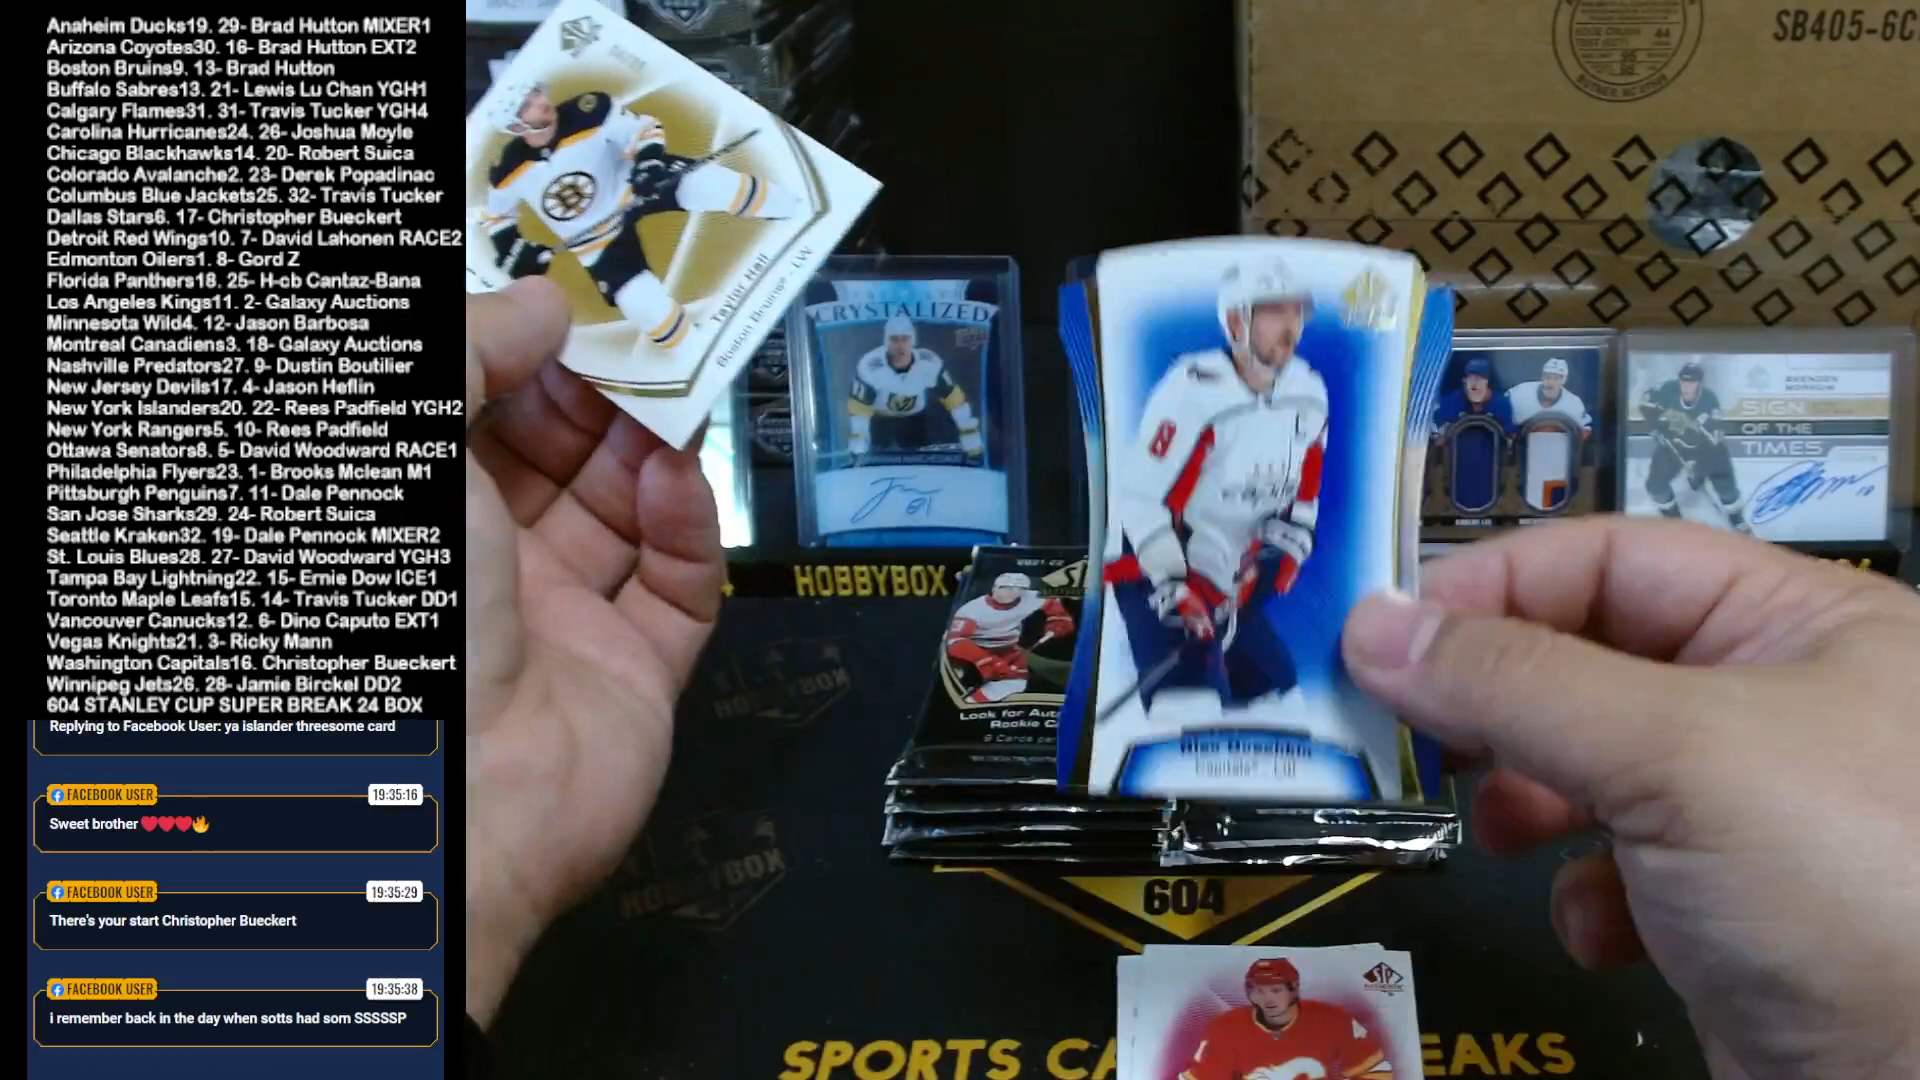 Anaheim Ducks19. 29- Brad Hutton MIXER1
Arizona Coyotes30. 16- Brad Hutton EXT2
Boston Bruins9. 13- Brad Hutton
Buffalo Sabres13. 21- Lewis Lu Chan YGH1
Calgary Flames31. 31- Travis Tucker YGH4
Carolina Hurricanes24. 26- Joshua Moyle
Chicago Blackhawks14. 20- Robert Suica
Colorado Avalanche2. 23- Derek Popadinac
Columbus Blue Jackets25. 32- Travis Tucker
Dallas Stars6. 17- Christopher Bueckert
Detroit Red Wings10. 7- David Lahonen RACE2
Edmonton Oilers1. 8- Gord Z
Florida Panthers18. 25- H-cb Cantaz-Bana
Los Angeles Kings11. 2- Galaxy Auctions
Minnesota Wild4. 12- Jason Barbosa
Montreal Canadiens3. 18- Galaxy Auctions
Nashville Predators27. 9- Dustin Boutilier
New Jersey Devils17. 4- Jason Heflin
New York Islanders20. 22- Rees Padfield YGH2
New York Rangers5. 10- Rees Padfield
Ottawa Senators8. 5- David Woodward RACE1
Philadelphia Flyers23. 1- Brooks Mclean M1
Pittsburgh Penguins7. 11- Dale Pennock
San Jose Sharks29. 24- Robert Suica
Seattle Kraken32. 19- Dale Pennock MIXER2
St. Louis Blues28. 27- David Woodward YGH3
Tampa Bay Lightning22. 15- Ernie Dow ICE1
Toronto Maple Leafs15. 14- Travis Tucker DD1
Vancouver Canucks12. 6- Dino Caputo EXT1
Vegas Knights21. 3- Ricky Mann
Washington Capitals16. Christopher Bueckert
Winnipeg Jets26. 28- Jamie Birckel DD2
604 STANLEY CUP SUPER BREAK 24 BOX
Replying to Facebook User: ya islander threesome card
FACEBOOK USER
19:35:16
Sweet brother ❤️❤️❤️🔥
FACEBOOK USER
19:35:29
There's your start Christopher Bueckert
FACEBOOK USER
19:35:38
i remember back in the day when sotts had som SSSSSP
Taylor Hall
Boston Bruins - LW
CRYSTALIZED
SB405-6C
BUTNER, NC
SIGN
OF THE
TIMES
HOBBYBOX
2021-22
Look for
9 Cards
Capitals - LW
604
SP
SPORTS
EAKS